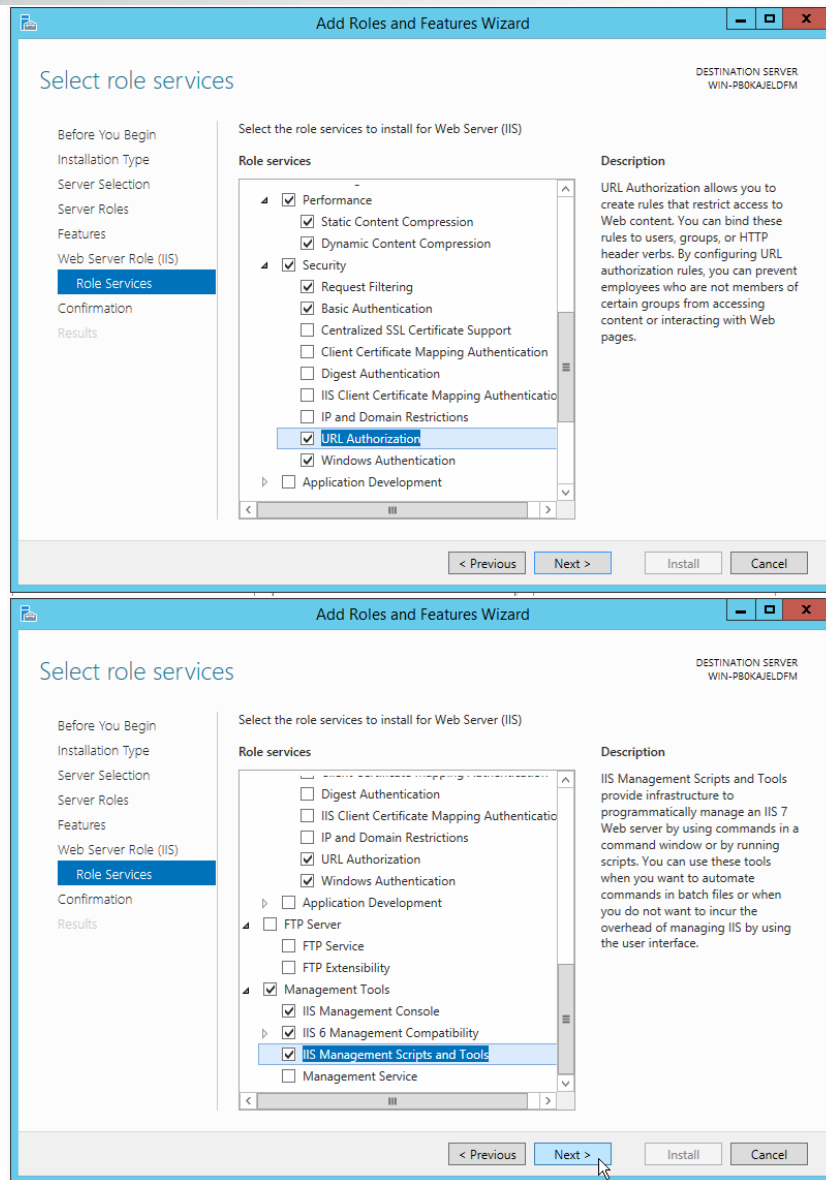 Add Roles and Features Wizard
Select role services
DESTINATION SERVER
WIN-PB0KAJELDFM
Before You Begin
Installation Type
Server Selection
Server Roles
Features
Web Server Role (IIS)
Role Services
Confirmation
Results
Select the role services to install for Web Server (IIS)
Role services
Performance
Static Content Compression
Dynamic Content Compression
Security
Request Filtering
Basic Authentication
Centralized SSL Certificate Support
Client Certificate Mapping Authentication
Digest Authentication
IIS Client Certificate Mapping Authenticatio
IP and Domain Restrictions
URL Authorization
Windows Authentication
Application Development
Description
URL Authorization allows you to
create rules that restrict access to
Web content. You can bind these
rules to users, groups, or HTTP
header verbs. By configuring URL
authorization rules, you can prevent
employees who are not members of
certain groups from accessing
content or interacting with Web
pages.
< Previous
Next >
Install
Cancel
Add Roles and Features Wizard
Select role services
DESTINATION SERVER
WIN-PB0KAJELDFM
Before You Begin
Installation Type
Server Selection
Server Roles
Features
Web Server Role (IIS)
Role Services
Confirmation
Results
Select the role services to install for Web Server (IIS)
Role services
Digest Authentication
IIS Client Certificate Mapping Authenticatio
IP and Domain Restrictions
URL Authorization
Windows Authentication
Application Development
FTP Server
FTP Service
FTP Extensibility
Management Tools
IIS Management Console
IIS 6 Management Compatibility
IIS Management Scripts and Tools
Management Service
Description
IIS Management Scripts and Tools
provide infrastructure to
programmatically manage an IIS 7
Web server by using commands in a
command window or by running
scripts. You can use these tools
when you want to automate
commands in batch files or when
you do not want to incur the
overhead of managing IIS by using
the user interface.
< Previous
Next >
Install
Cancel